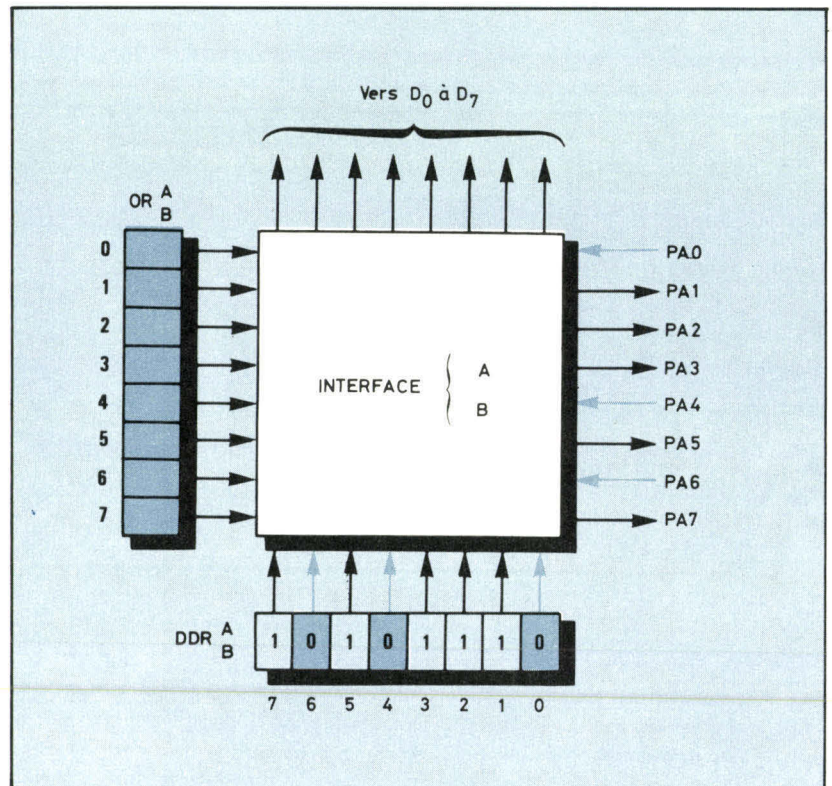 Vers D0 à D7
OR A
B
0
1
2
3
4
5
6
7
INTERFACE { A
B
PA0
PA1
PA2
PA3
PA4
PA5
PA6
PA7
DDR A
B
1 0 1 0 1 1 1 0
7 6 5 4 3 2 1 0